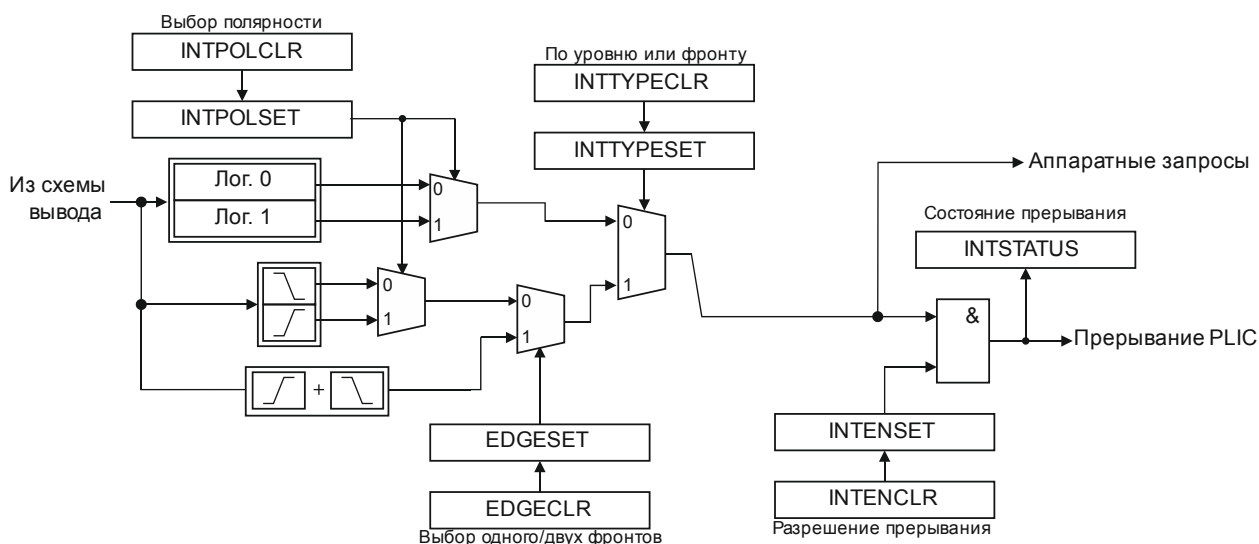 Выбор полярности
INTPOLCLR
INTPOLSET
По уровню или фронту
INTTYPECLR
INTTYPESET
Из схемы
вывода
Лог. 0
Лог. 1
0
1
0
1
0
1
0
1
+
Аппаратные запросы
Состояние прерывания
INTSTATUS
&
Прерывание PLIC
EDGESET
EDGECLR
Выбор одного/двух фронтов
INTENSET
INTENCLR
Разрешение прерывания